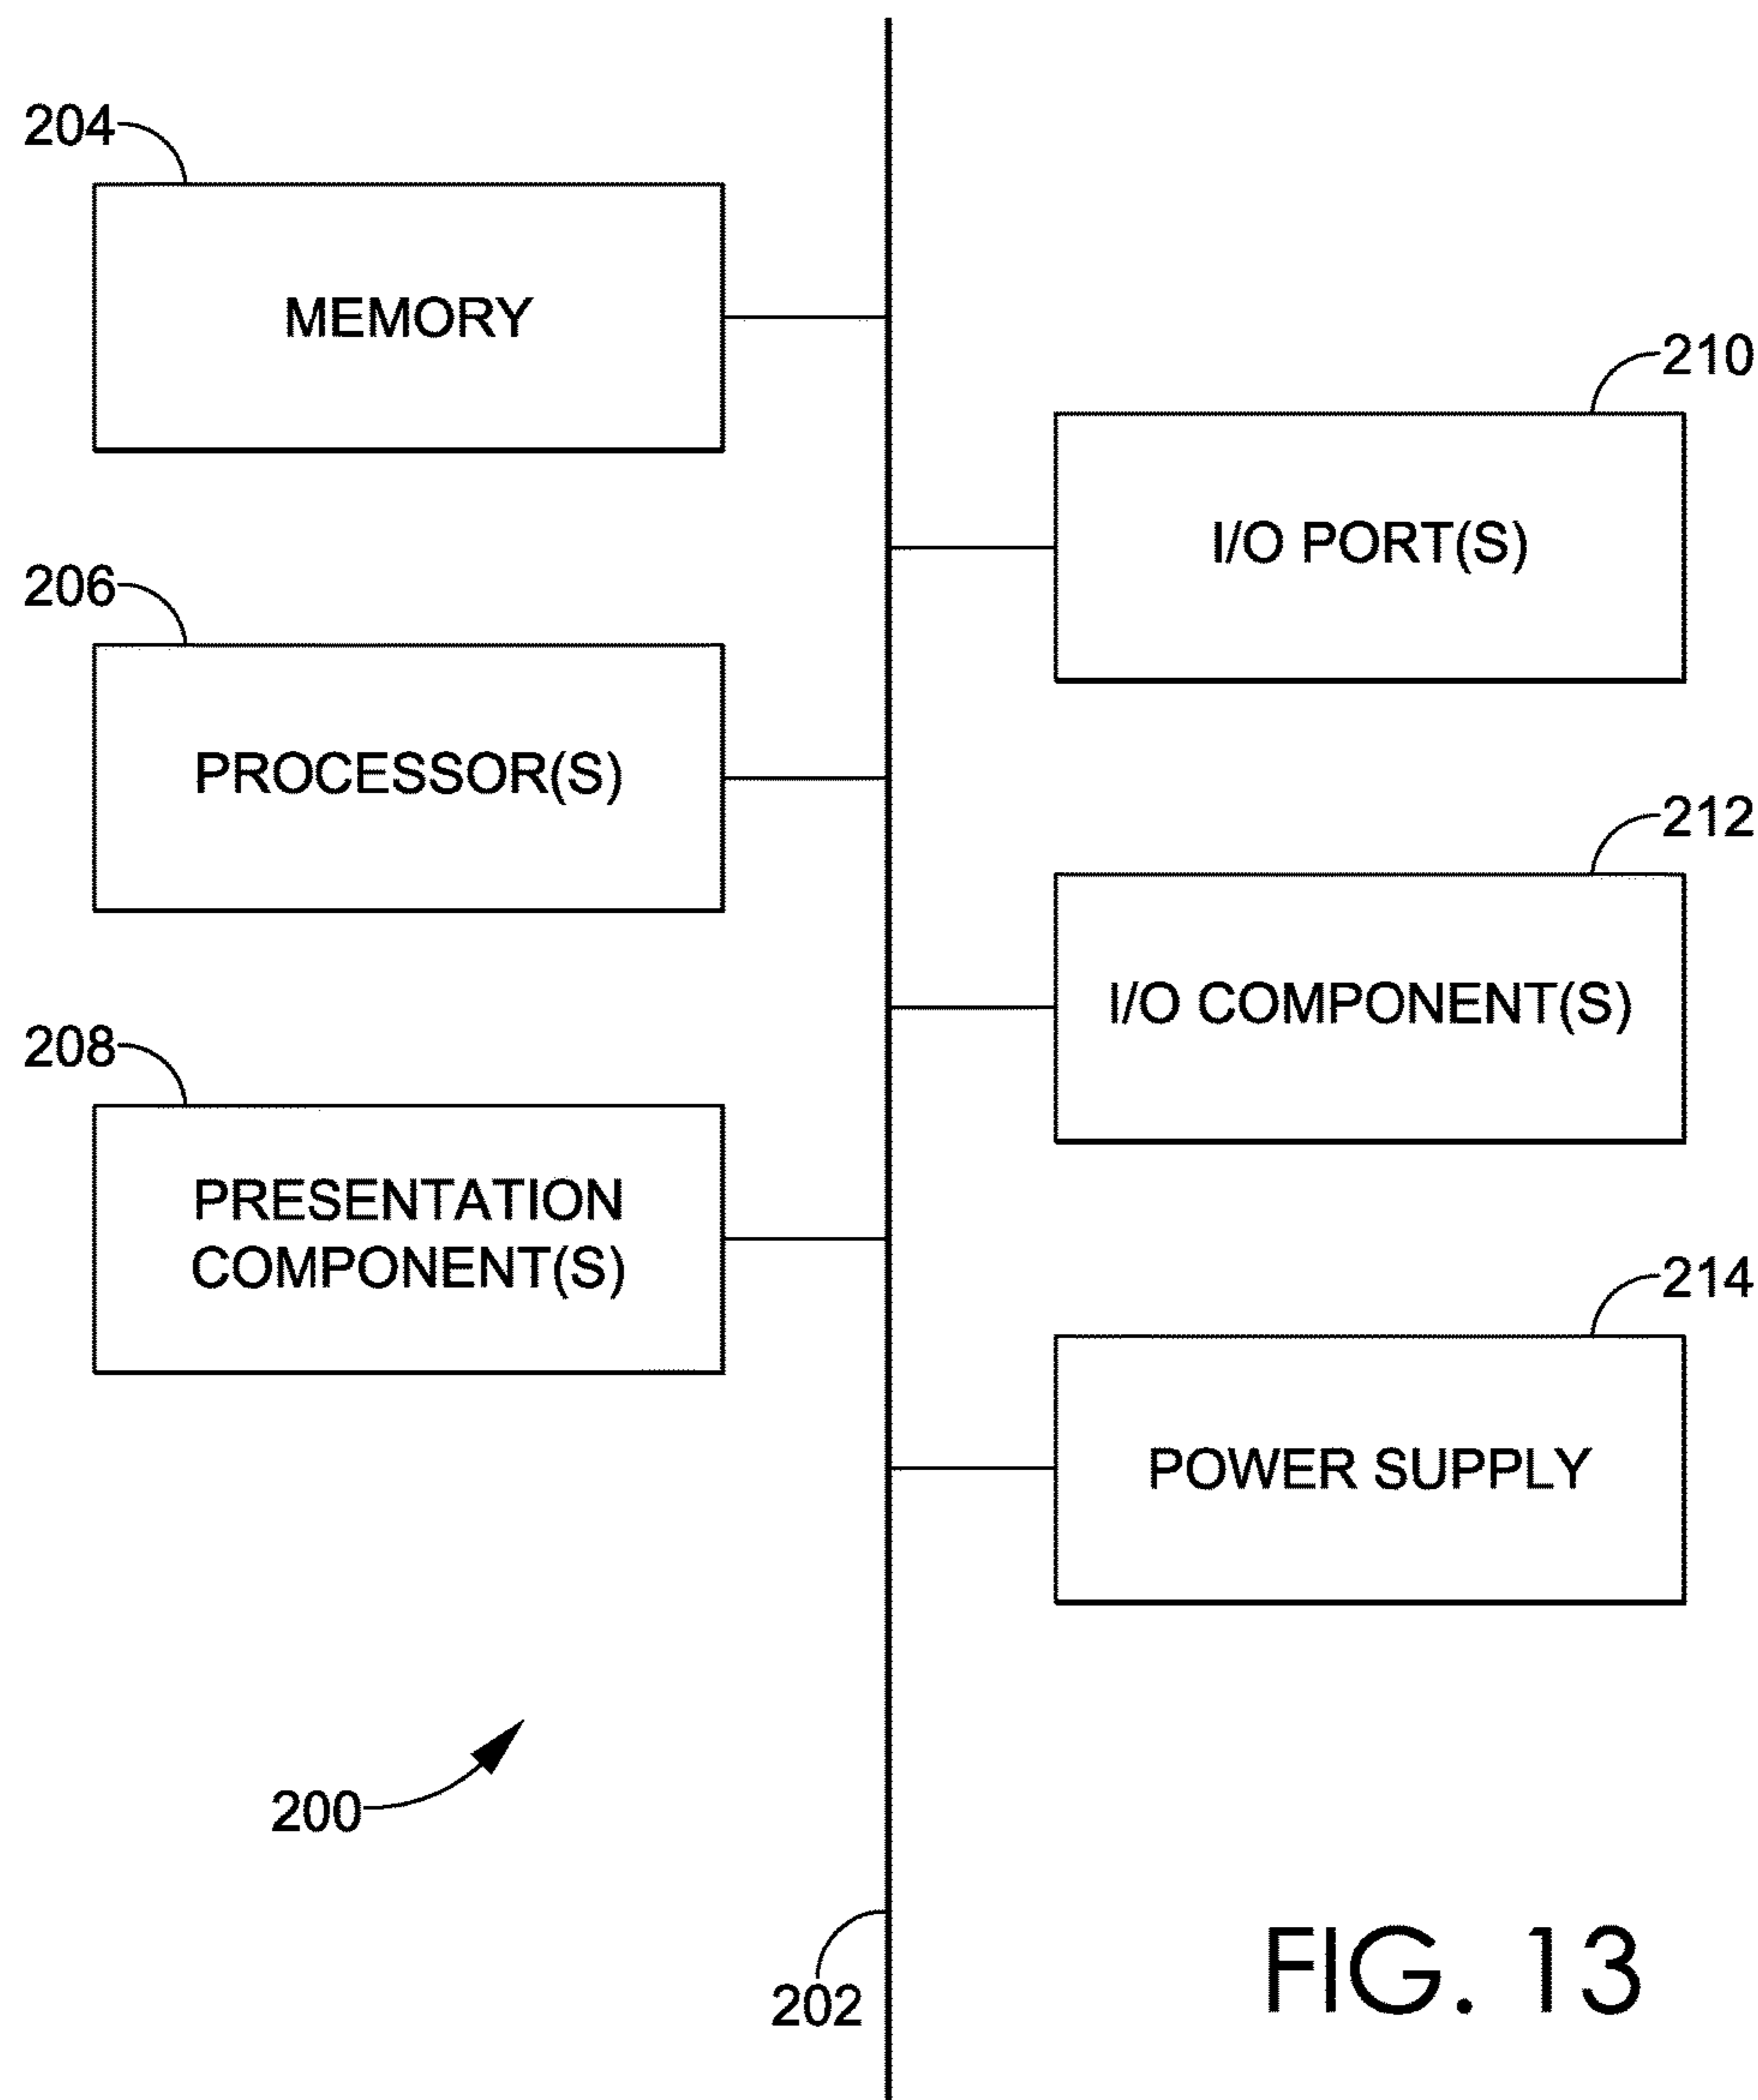 204
MEMORY
210
I/O PORT(S)
206
PROCESSOR(S)
212
I/O COMPONENT(S)
208
PRESENTATION
COMPONENT(S)
214
POWER SUPPLY
200
202
FIG. 13